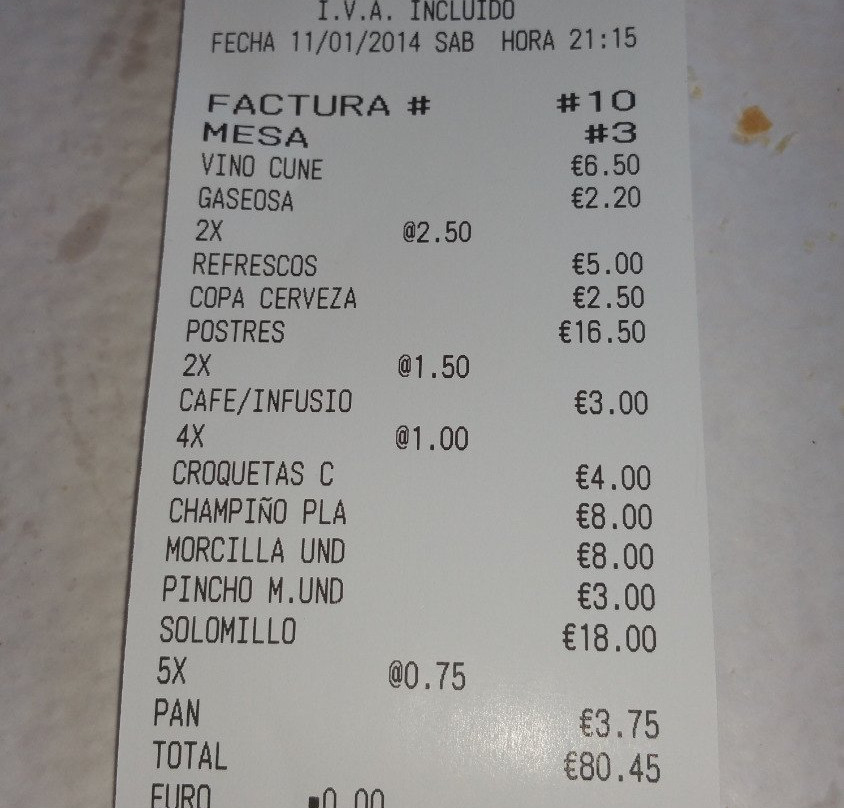 I.V.A. INCLUIDO
FECHA 11/01/2014 SAB HORA 21:15
FACTURA # #10
MESA #3
VINO CUNE €6.50
GASEOSA €2.20
2X @2.50
REFRESCOS €5.00
COPA CERVEZA €2.50
POSTRES €16.50
2X @1.50
CAFE/INFUSIO €3.00
4X @1.00
CROQUETAS C €4.00
CHAMPIÑO PLA €8.00
MORCILLA UND €8.00
PINCHO M.UND €3.00
SOLOMILLO €18.00
5X @0.75
PAN €3.75
TOTAL €80.45
EURO 0.00